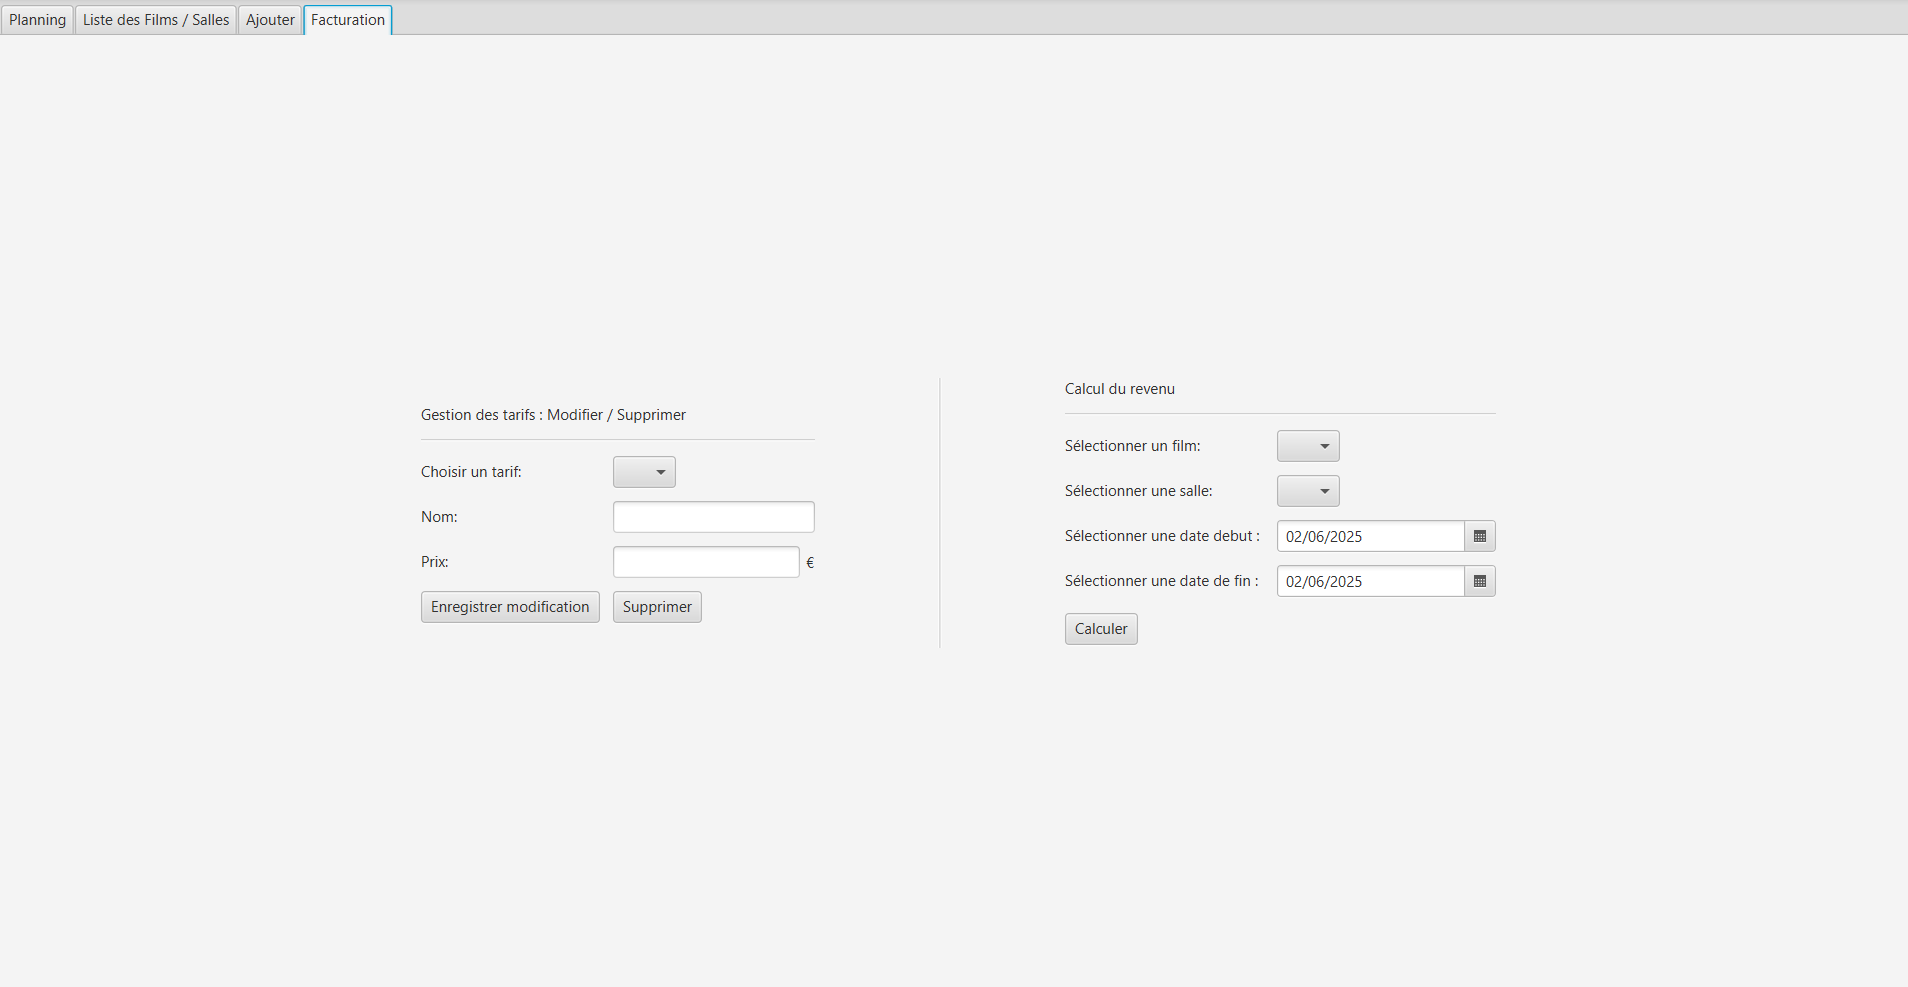 Planning Liste des Films / Salles Ajouter Facturation
Gestion des tarifs : Modifier / Supprimer
Choisir un tarif:
Nom:
Prix: €
Enregistrer modification Supprimer
Calcul du revenu
Sélectionner un film:
Sélectionner une salle:
Sélectionner une date debut : 02/06/2025
Sélectionner une date de fin : 02/06/2025
Calculer